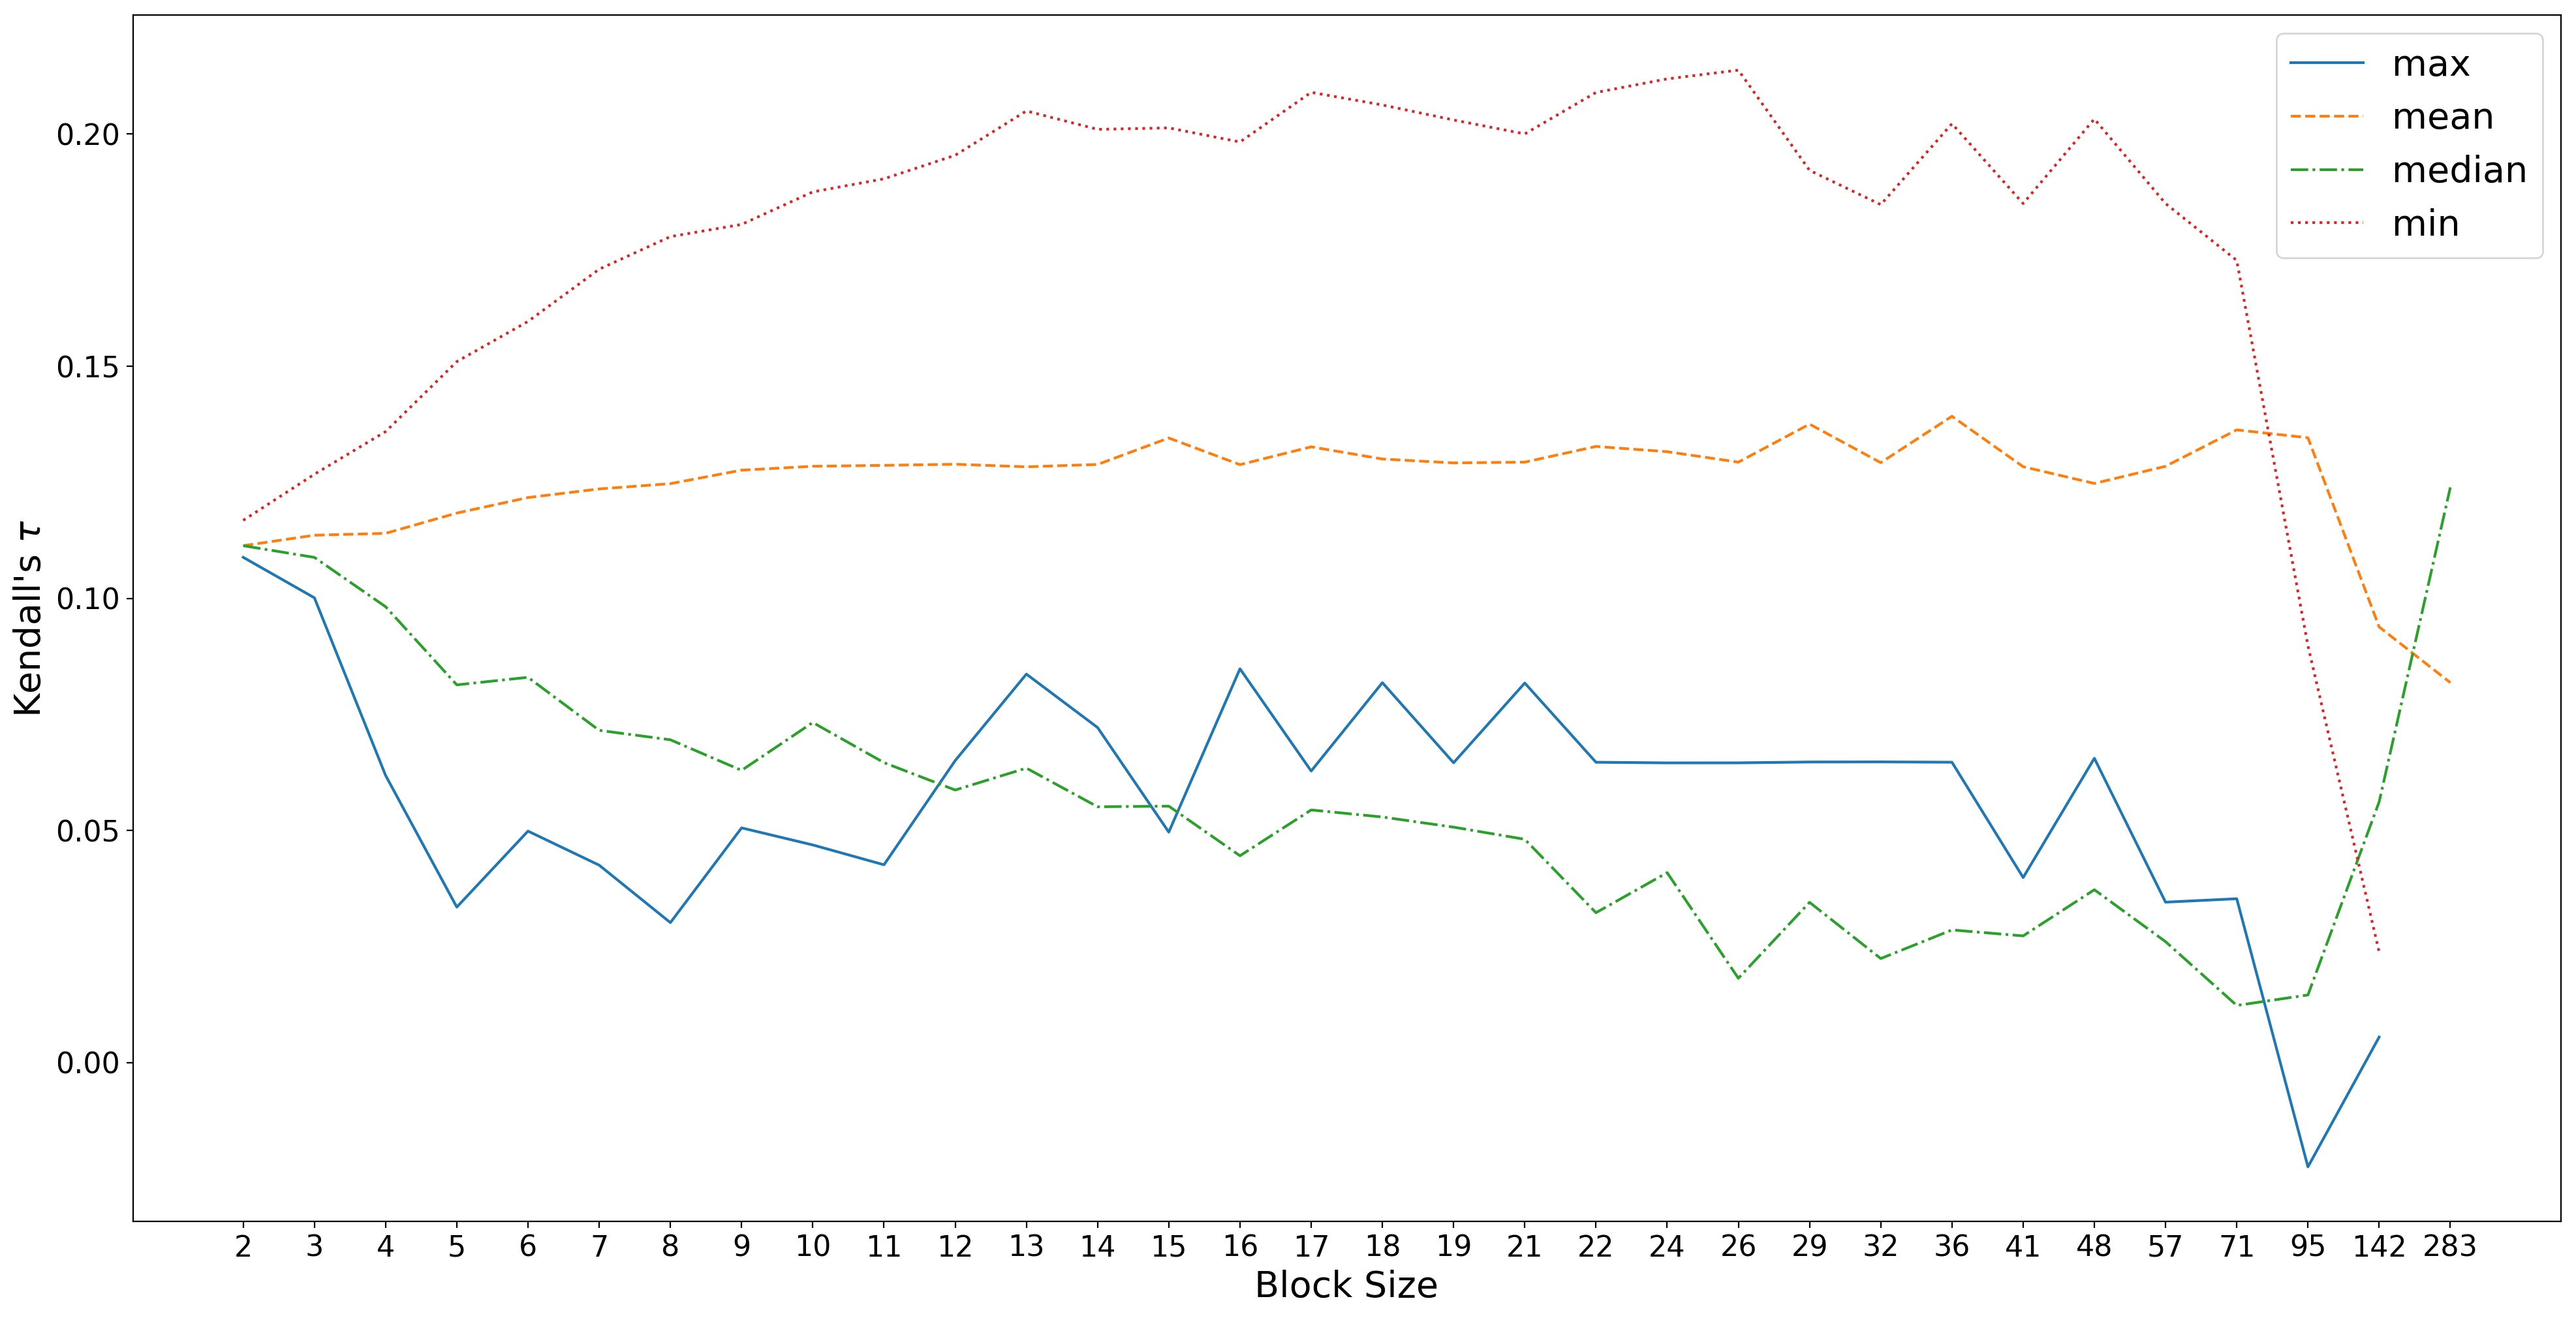 max
mean
median
min
0.20
0.15
0.10
0.05
0.00
Kendall's τ
2 3 4 5 6 7 8 9 10 11 12 13 14 15 16 17 18 19 21 22 24 26 29 32 36 41 48 57 71 95 142 283
Block Size